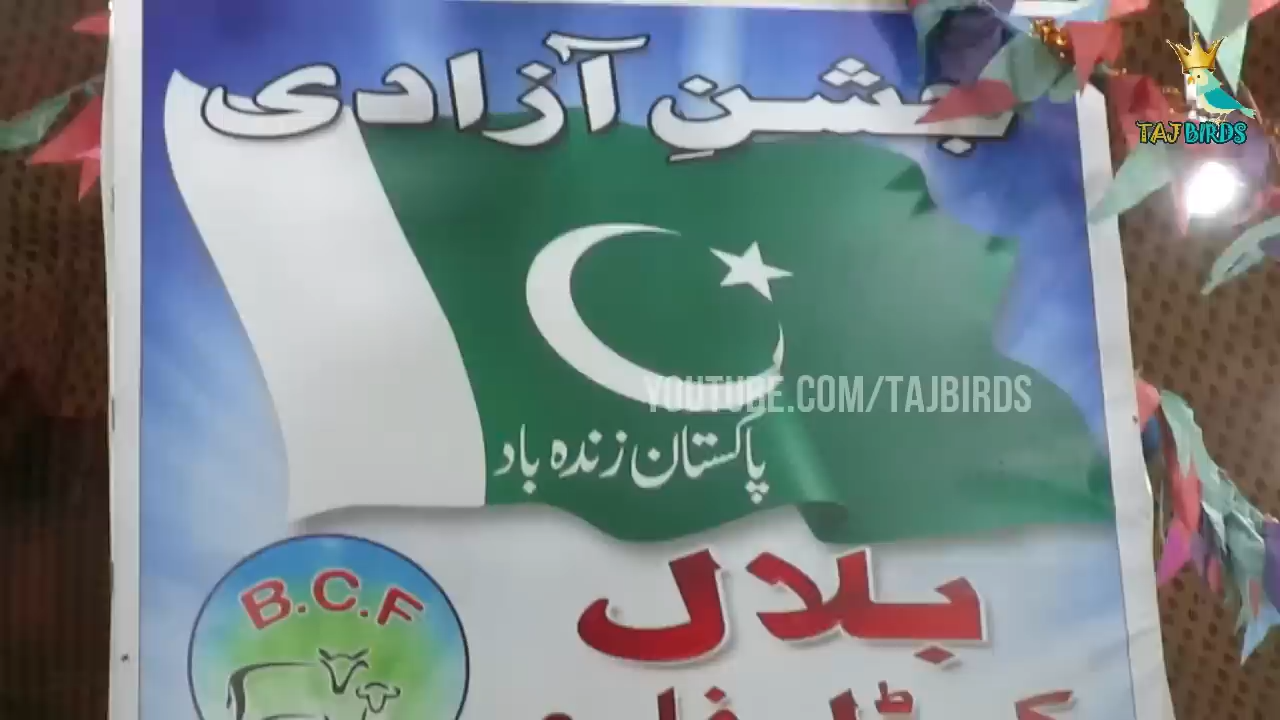 جشنِ آزادی
TAJ BIRDS
YOUTUBE.COM/TAJBIRDS
پاکستان زندہ باد
بلال
B.C.F